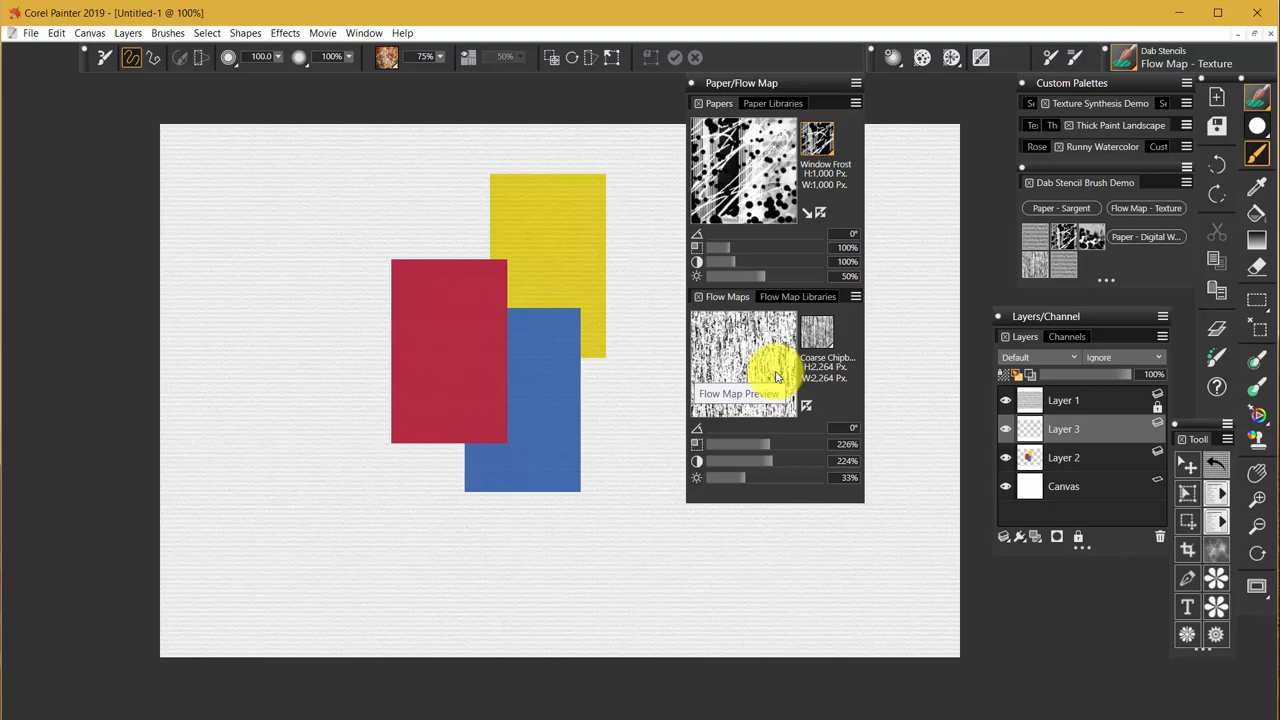 Corel Painter 2019 - [Untitled-1 @ 100%]
File Edit Canvas Layers Brushes Select Shapes Effects Movie Window Help
100.0 100% 75% 50%
Dab Stencils
Flow Map - Texture
Paper/Flow Map
Papers Paper Libraries
Window Frost
H:1,000 Px.
W:1,000 Px.
0°
100%
100%
50%
Flow Maps Flow Map Libraries
Coarse Chipb...
H:2,264 Px.
W:2,264 Px.
Flow Map Preview
0°
226%
224%
33%
Custom Palettes
Texture Synthesis Demo
Th Thick Paint Landscape
Rose Runny Watercolor Cust
Dab Stencil Brush Demo
Paper - Sargent Flow Map - Texture
Paper - Digital W...
Layers/Channel
Layers Channels
Default Ignore
100%
Layer 1
Layer 3
Layer 2
Canvas
Tooll
T